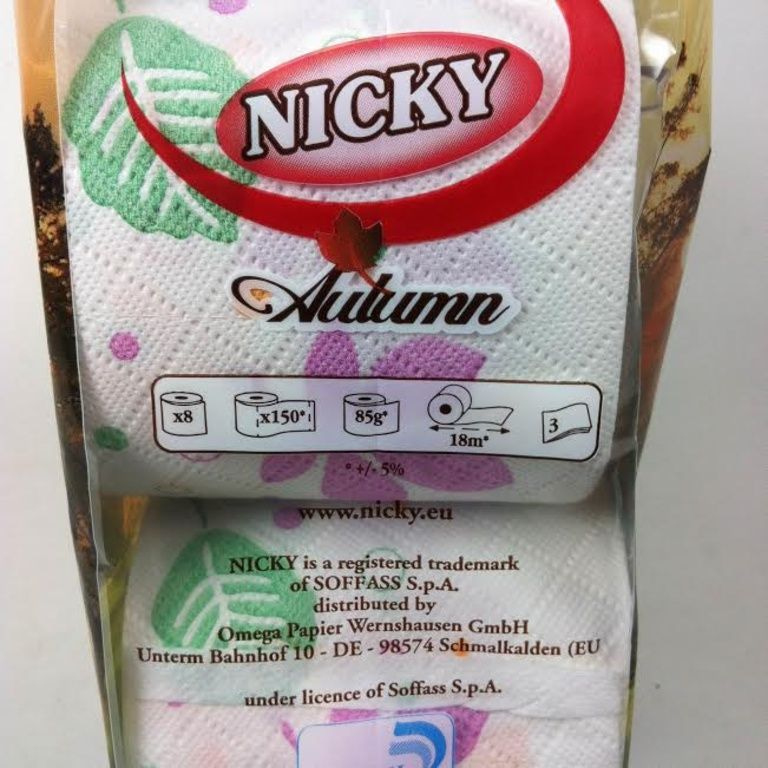 NICKY
Autumn
x8 x150* 85g* 18m* 3
* +/- 5%
www.nicky.eu
NICKY is a registered trademark
of SOFFASS S.p.A.
distributed by
Omega Papier Wernshausen GmbH
Unterm Bahnhof 10 - DE - 98574 Schmalkalden (EU
under licence of Soffass S.p.A.